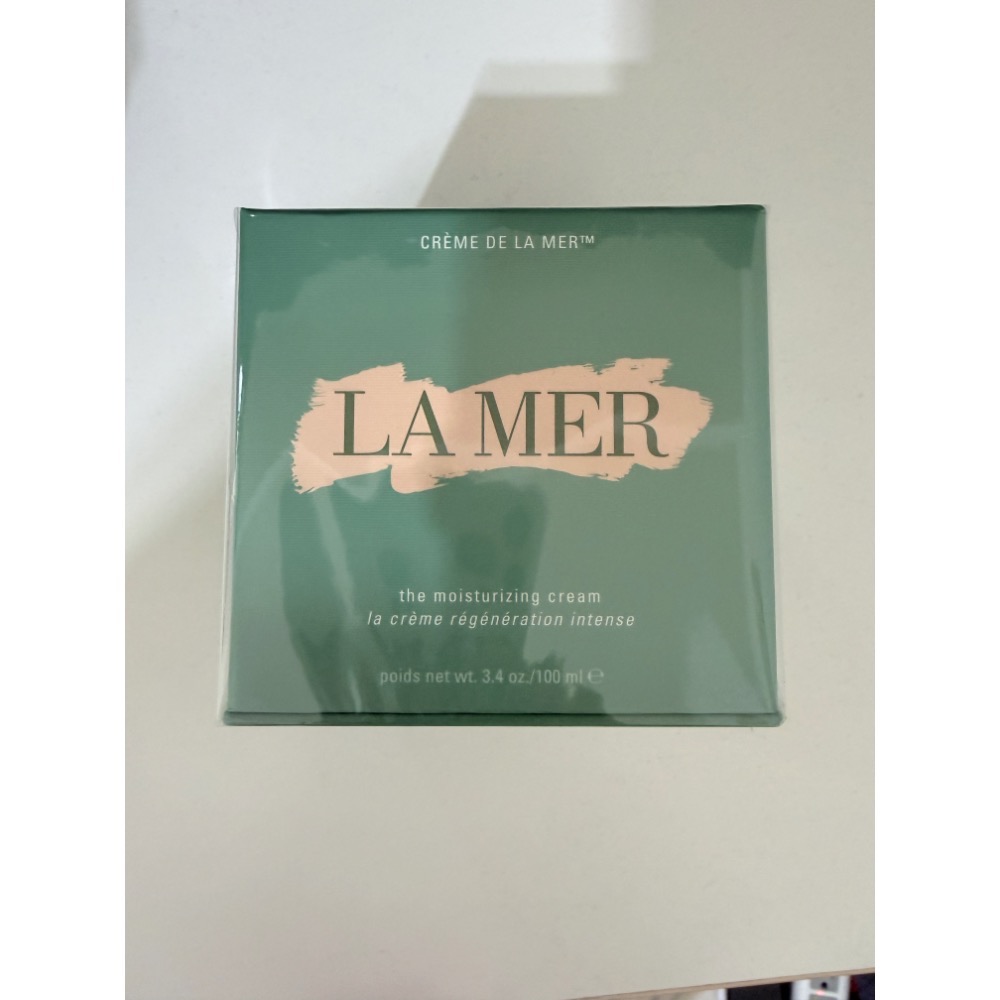 CRÈME DE LA MER™
LA MER
the moisturizing cream
la crème régénération intense
poids net wt. 3.4 oz./100 ml ℮